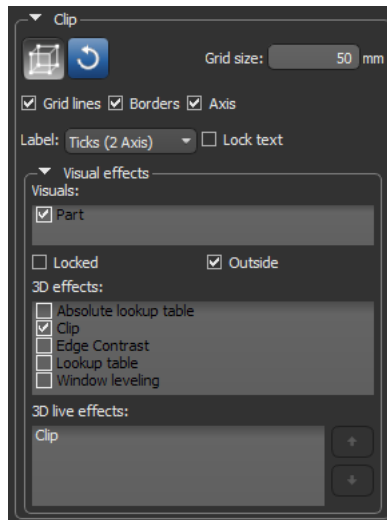 Clip
Grid size: 50 mm
Grid lines Borders Axis
Label: Ticks (2 Axis) Lock text
Visual effects
Visuals:
Part
Locked Outside
3D effects:
Absolute lookup table
Clip
Edge Contrast
Lookup table
Window leveling
3D live effects:
Clip